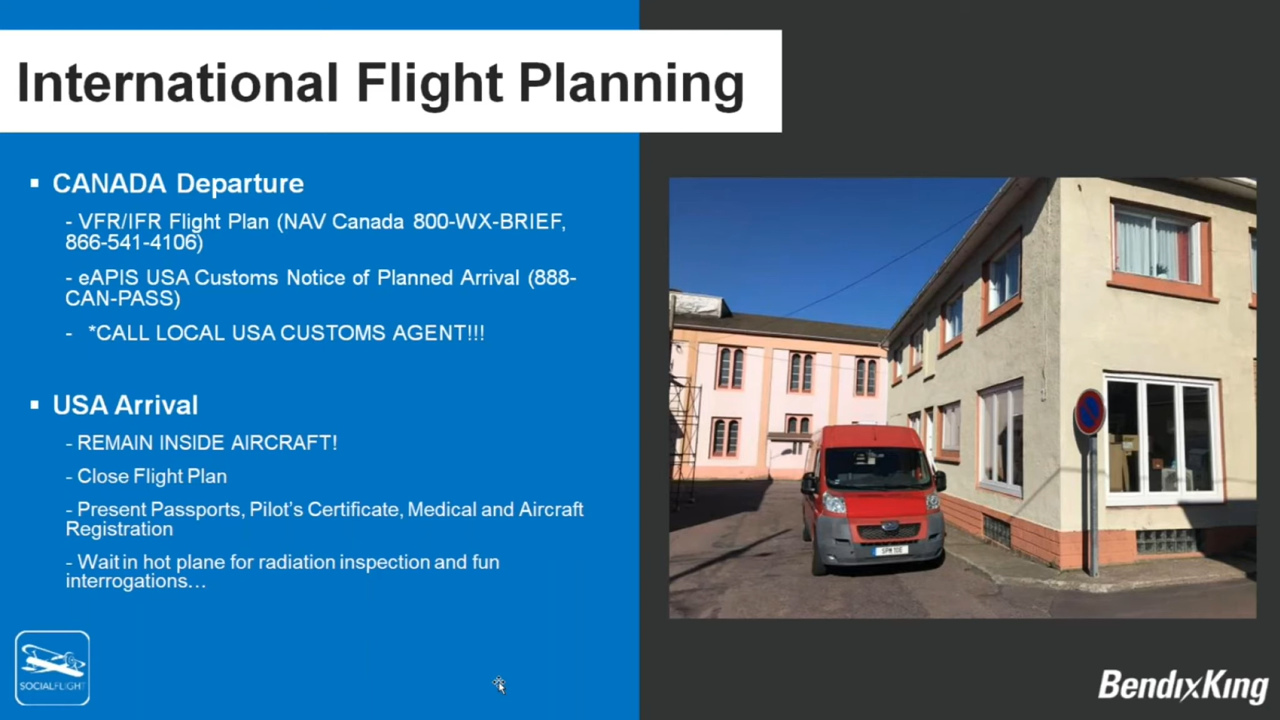 International Flight Planning
▪ CANADA Departure
- VFR/IFR Flight Plan (NAV Canada 800-WX-BRIEF,
866-541-4106)
- eAPIS USA Customs Notice of Planned Arrival (888-
CAN-PASS)
- *CALL LOCAL USA CUSTOMS AGENT!!!
▪ USA Arrival
- REMAIN INSIDE AIRCRAFT!
- Close Flight Plan
- Present Passports, Pilot's Certificate, Medical and Aircraft
Registration
- Wait in hot plane for radiation inspection and fun
interrogations...
SOCIALFLIGHT
BendixKing